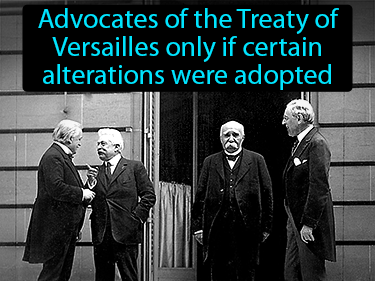 Advocates of the Treaty of
Versailles only if certain
alterations were adopted